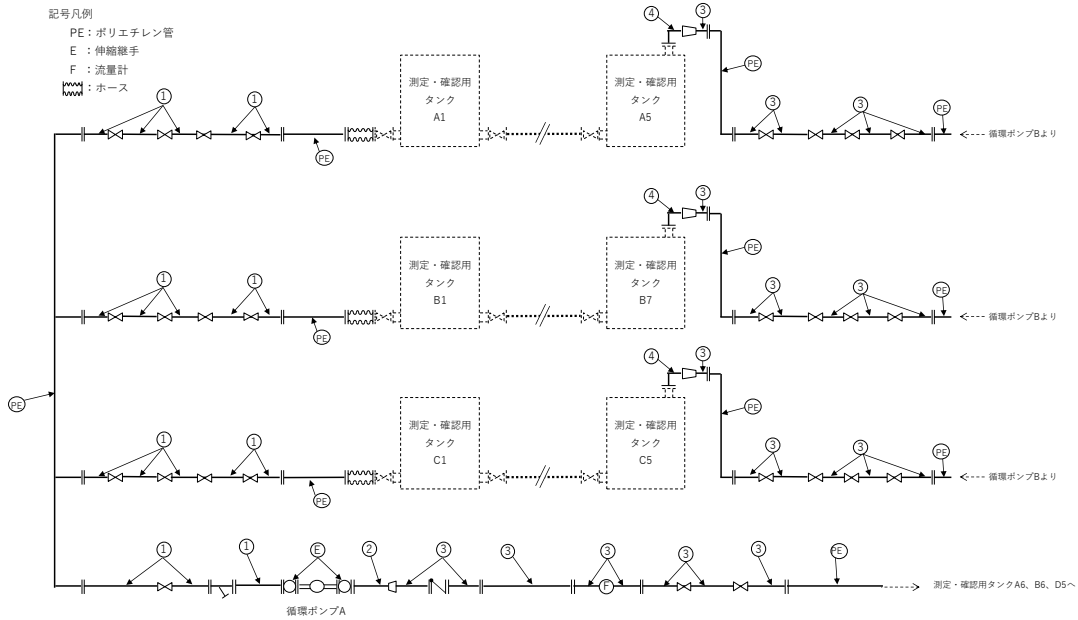 記号凡例
PE：ポリエチレン管
E ：伸縮継手
F ：流量計
：ホース
④ ③
PE
① ①
測定・確認用
タンク
A1
測定・確認用
タンク
A5
③ ③ PE
PE
循環ポンプBより
④ ③
PE
① ①
測定・確認用
タンク
B1
測定・確認用
タンク
B7
③ ③ PE
PE
循環ポンプBより
④ ③
PE
PE
① ①
測定・確認用
タンク
C1
測定・確認用
タンク
C5
③ ③ PE
PE
循環ポンプBより
① ① E ② ③ ③ ③ ③ ③ PE
F
測定・確認用タンクA6、B6、D5へ
循環ポンプA